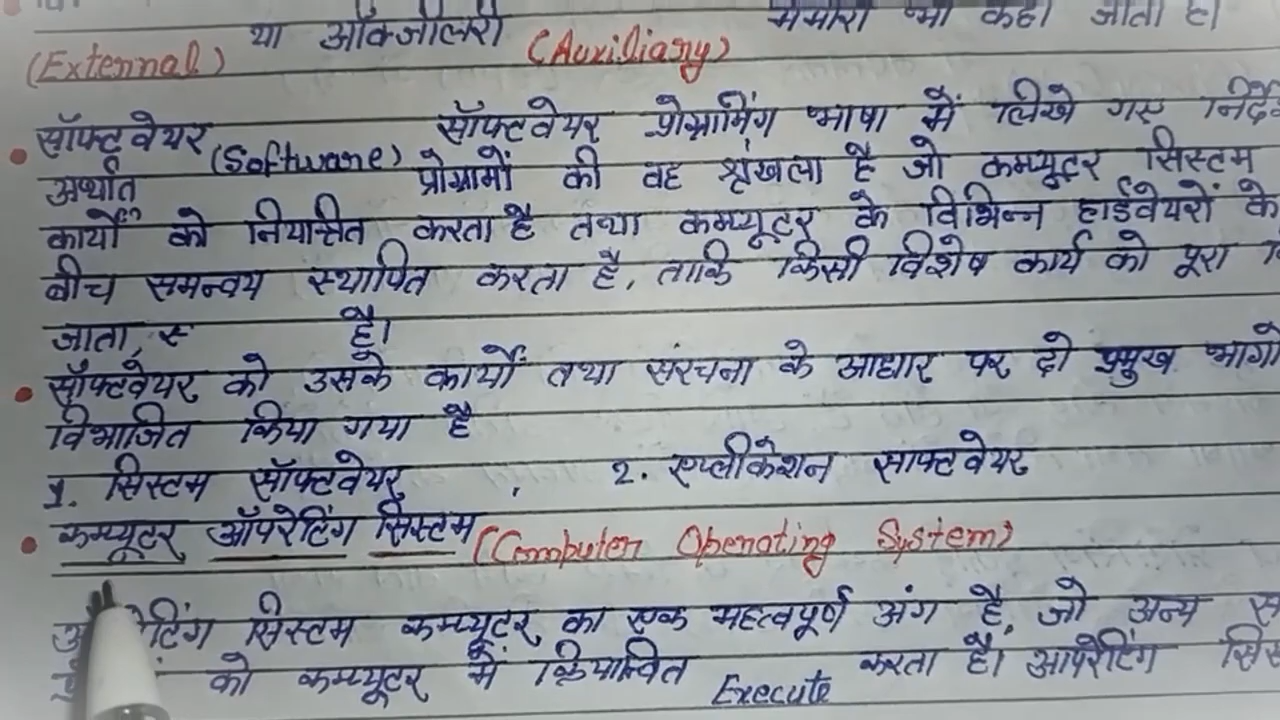 (External) या ऑक्जीलरी (Auxiliary) मेमोरी भी कहा जाता है।
• सॉफ्टवेयर (Software) सॉफ्टवेयर प्रोग्रामिंग भाषा में लिखे गए
अर्थात प्रोग्रामों की वह श्रृंखला है जो कम्प्यूटर सिस्टम
कार्यों को नियंत्रित करता है तथा कम्प्यूटर के विभिन्न हार्डवेयरों के
बीच समन्वय स्थापित करता है, ताकि किसी विशेष कार्य को पूरा
जाता है।
• सॉफ्टवेयर को उसके कार्यों तथा संरचना के आधार पर दो प्रमुख भागो
विभाजित किया गया है
1. सिस्टम सॉफ्टवेयर, 2. एप्लीकेशन साफ्टवेयर
• कम्प्यूटर ऑपरेटिंग सिस्टम (Computer Operating System)
सिस्टम कम्प्यूटर का एक महत्वपूर्ण अंग है, जो अन्य
को कम्प्यूटर में क्रियान्वित Execute करता है। आपरेटिंग